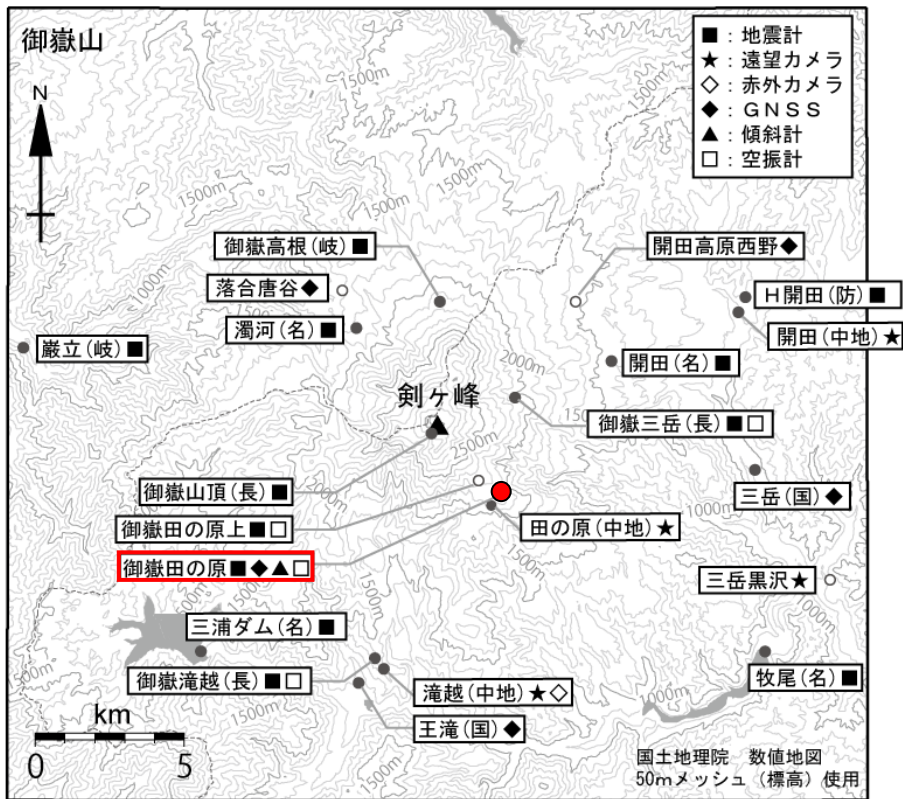 御嶽山
■：地震計
★：遠望カメラ
◇：赤外カメラ
◆：ＧＮＳＳ
▲：傾斜計
□：空振計
N
1500m
1500m
1500m
御嶽高根(岐)■
開田高原西野◆
1000m
落合唐谷◆
H開田(防)■
1500m
濁河(名)■
開田(中地)★
巌立(岐)■
2000m
開田(名)■
剣ヶ峰
1500m
御嶽三岳(長)■□
2500m
2000m
御嶽山頂(長)■
三岳(国)◆
1000m
御嶽田の原上■□
田の原(中地)★
御嶽田の原■◆▲□
三岳黒沢★
1500m
三浦ダム(名)■
御嶽滝越(長)■□
滝越(中地)★◇
牧尾(名)■
1000m
1500m
km
王滝(国)◆
0 5
国土地理院 数値地図
50mメッシュ（標高）使用
1500m